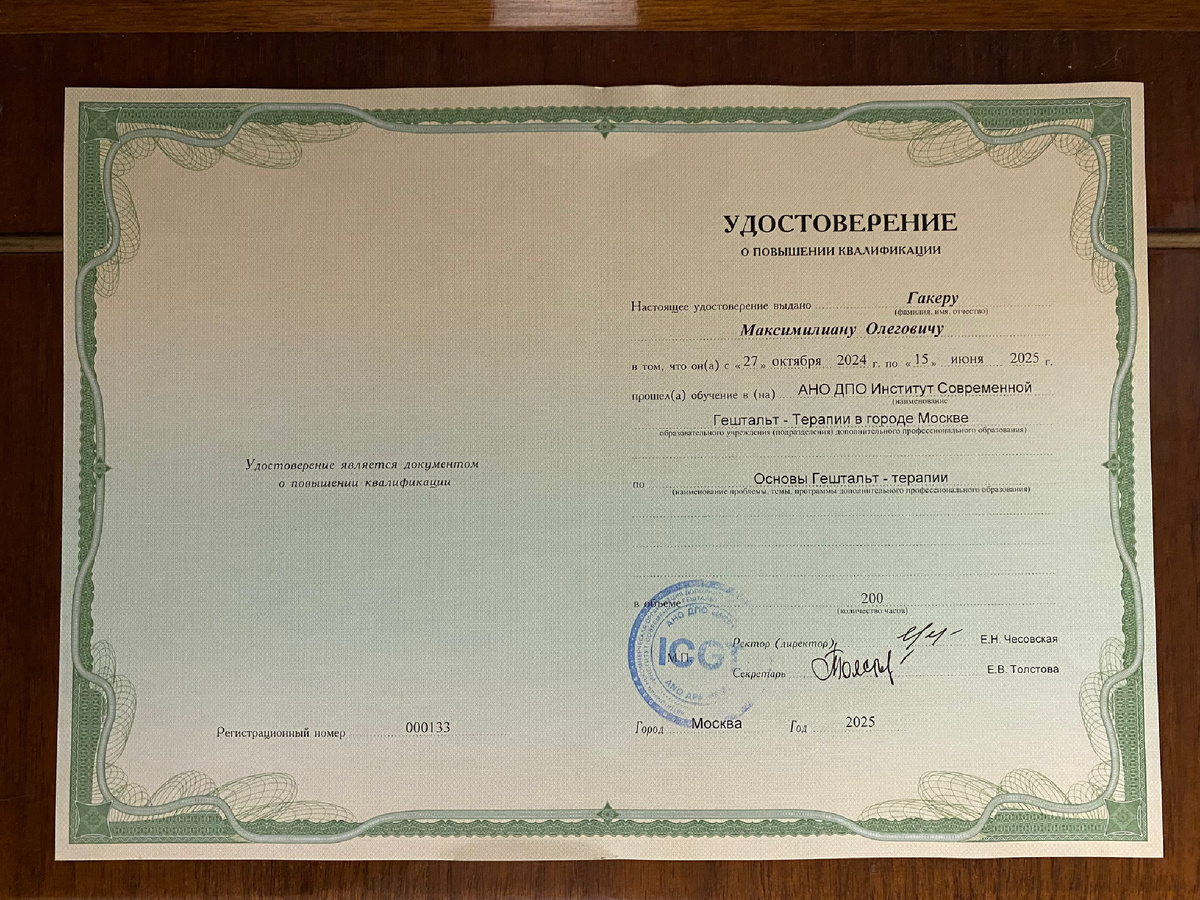 Удостоверение является документом
о повышении квалификации
Регистрационный номер 000133
УДОСТОВЕРЕНИЕ
О ПОВЫШЕНИИ КВАЛИФИКАЦИИ
Настоящее удостоверение выдано Гакеру
(фамилия, имя, отчество)
Максимилиану Олеговичу
в том, что он(а) с «27» октября 2024 г. по «15» июня 2025 г.
прошел(а) обучение в (на) АНО ДПО Институт Современной
(наименование
Гештальт - Терапии в городе Москве
образовательного учреждения (подразделения) дополнительного профессионального образования)
по Основы Гештальт - терапии
(наименование проблемы, темы, программы дополнительного профессионального образования)
в объеме 200
(количество часов)
АНО ДПО
ICG
М.П.
Ректор (директор) Е.Н. Чесовская
Секретарь Е.В. Толстова
Город Москва Год 2025